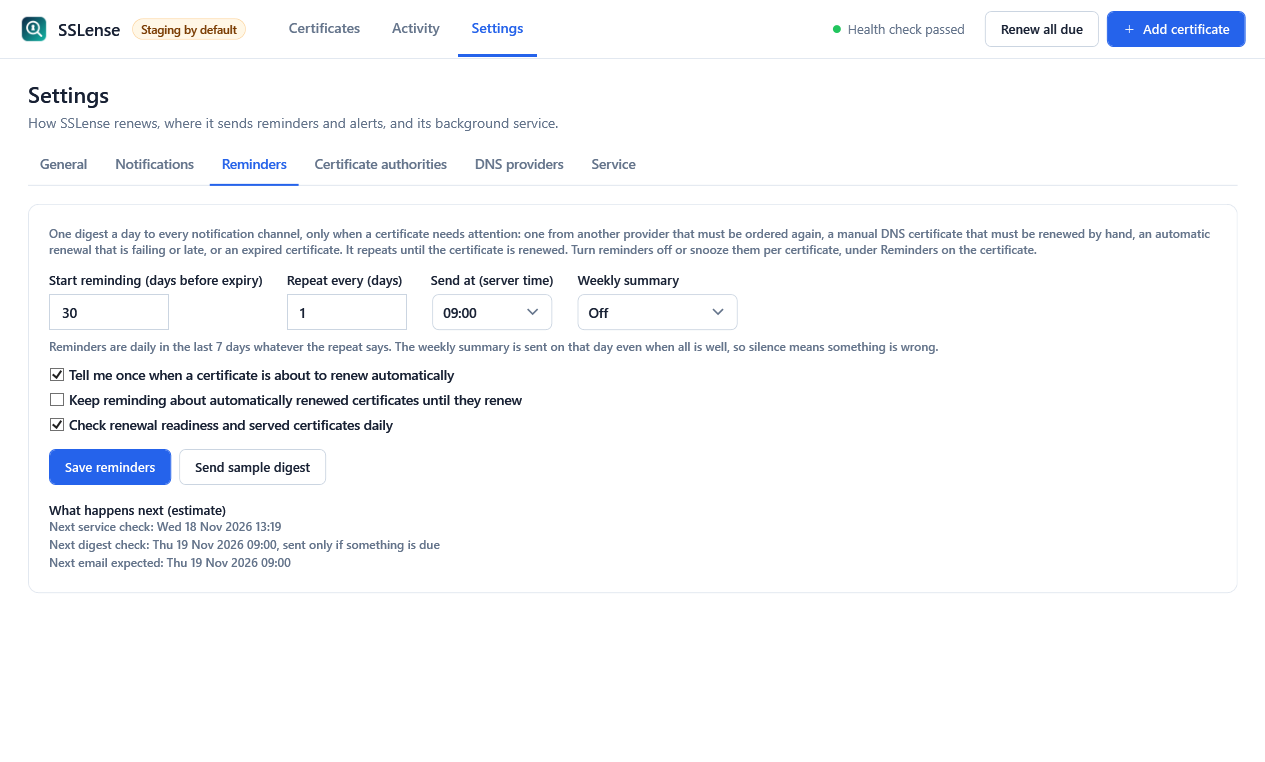 SSLense
Staging by default
Certificates
Activity
Settings
Health check passed
Renew all due
+ Add certificate
Settings
How SSLense renews, where it sends reminders and alerts, and its background service.
General
Notifications
Reminders
Certificate authorities
DNS providers
Service
One digest a day to every notification channel, only when a certificate needs attention: one from another provider that must be ordered again, a manual DNS certificate that must be renewed by hand, an automatic
renewal that is failing or late, or an expired certificate. It repeats until the certificate is renewed. Turn reminders off or snooze them per certificate, under Reminders on the certificate.
Start reminding (days before expiry)
Repeat every (days)
Send at (server time)
Weekly summary
30
1
09:00
Off
Reminders are daily in the last 7 days whatever the repeat says. The weekly summary is sent on that day even when all is well, so silence means something is wrong.
Tell me once when a certificate is about to renew automatically
Keep reminding about automatically renewed certificates until they renew
Check renewal readiness and served certificates daily
Save reminders
Send sample digest
What happens next (estimate)
Next service check: Wed 18 Nov 2026 13:19
Next digest check: Thu 19 Nov 2026 09:00, sent only if something is due
Next email expected: Thu 19 Nov 2026 09:00